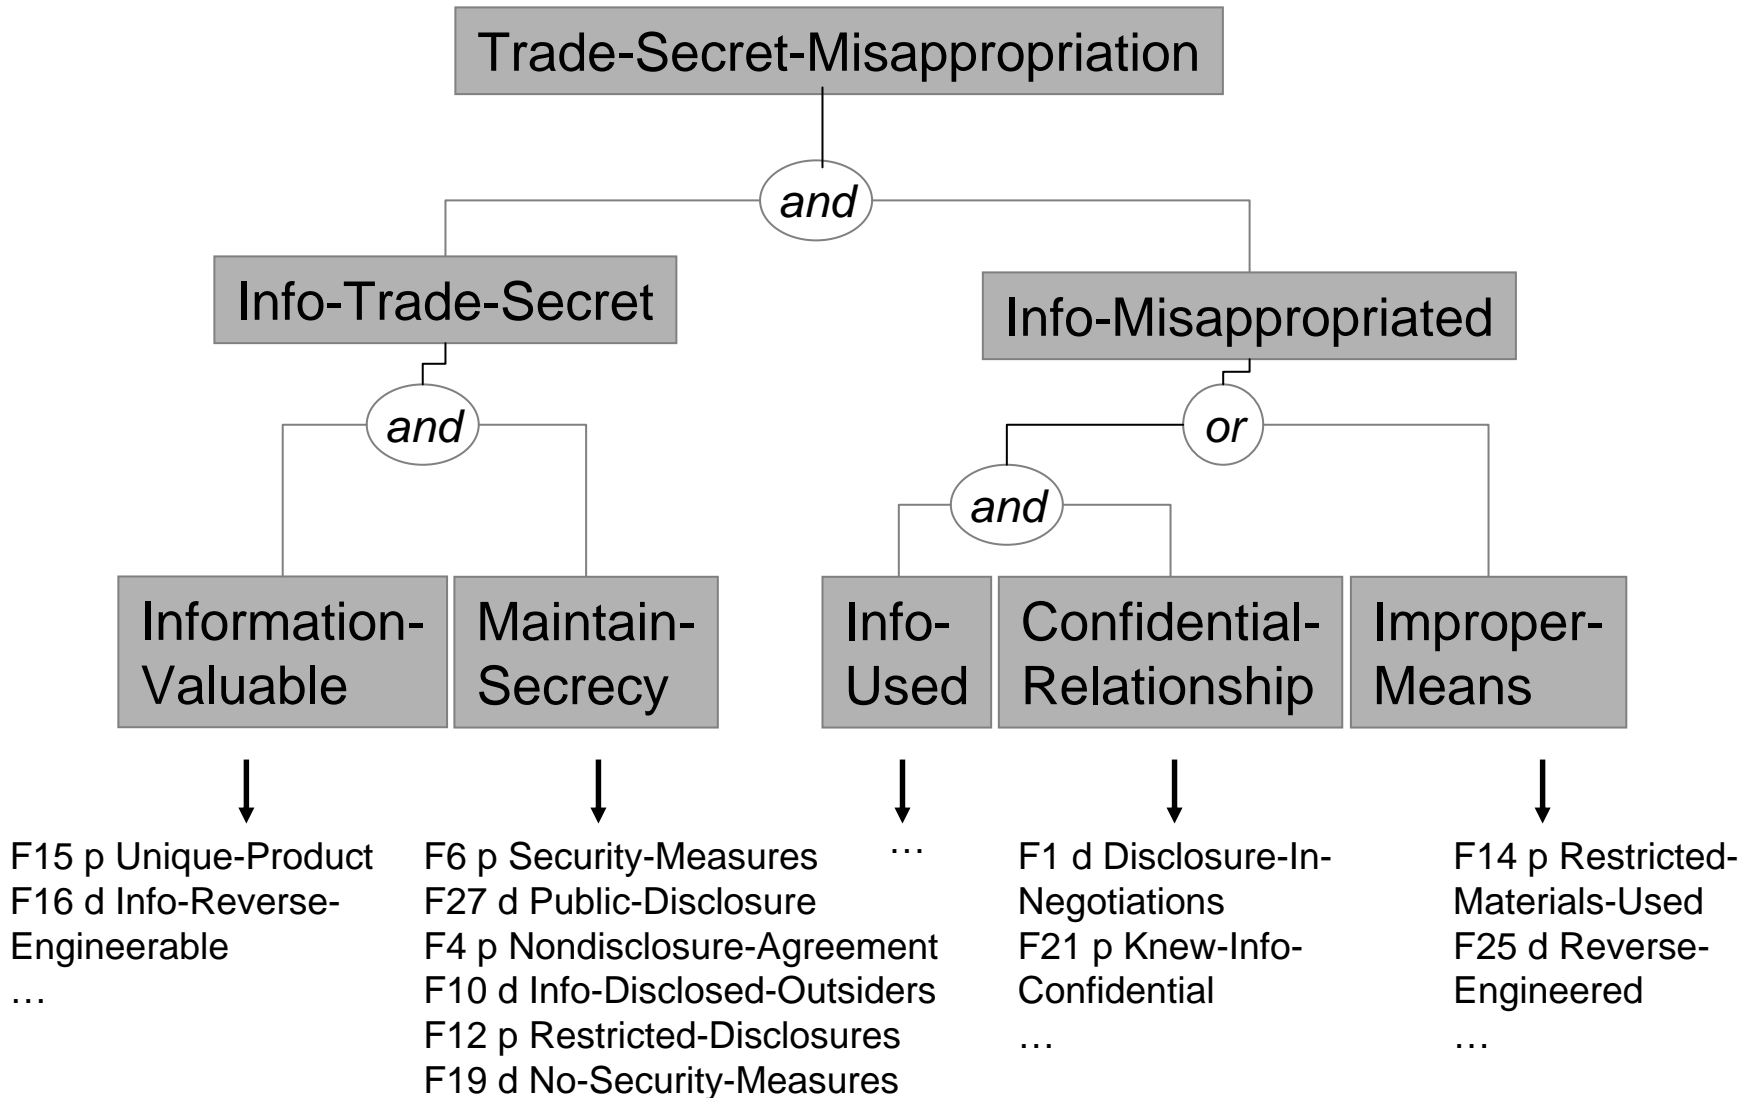 Trade-Secret-Misappropriation
and
Info-Trade-Secret
Info-Misappropriated
and
or
and
Information-
Valuable
Maintain-
Secrecy
Info-
Used
Confidential-
Relationship
Improper-
Means
F15 p Unique-Product
F16 d Info-Reverse-
Engineerable
…
F6 p Security-Measures
F27 d Public-Disclosure
F4 p Nondisclosure-Agreement
F10 d Info-Disclosed-Outsiders
F12 p Restricted-Disclosures
F19 d No-Security-Measures
…
F1 d Disclosure-In-
Negotiations
F21 p Knew-Info-
Confidential
…
F14 p Restricted-
Materials-Used
F25 d Reverse-
Engineered
…